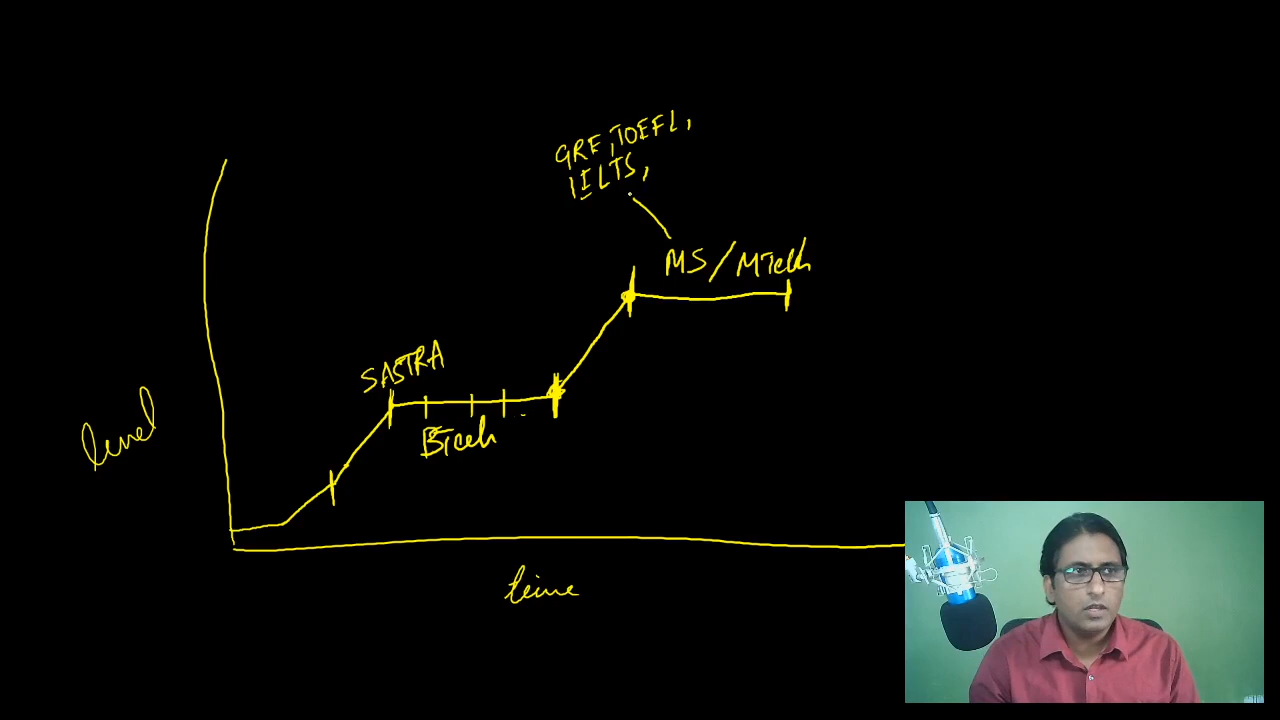 GRE, TOEFL,
IELTS,
MS/MTech
SASTRA
BTech
level
time